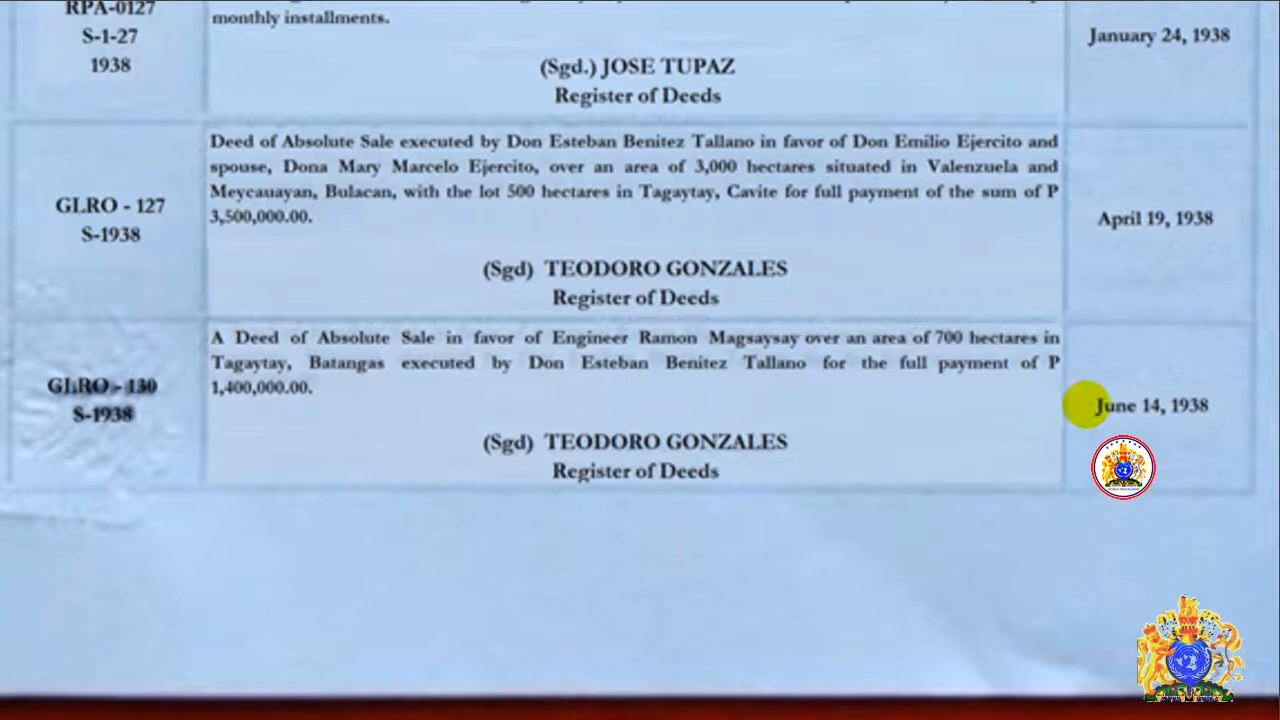 RPA-0127
S-1-27
1938
monthly installments.
(Sgd.) JOSE TUPAZ
Register of Deeds
January 24, 1938
GLRO - 127
S-1938
Deed of Absolute Sale executed by Don Esteban Benitez Tallano in favor of Don Emilio Ejercito and
spouse, Dona Mary Marcelo Ejercito, over an area of 3,000 hectares situated in Valenzuela and
Meycauayan, Bulacan, with the lot 500 hectares in Tagaytay, Cavite for full payment of the sum of P
3,500,000.00.
(Sgd) TEODORO GONZALES
Register of Deeds
April 19, 1938
GLRO - 130
S-1938
A Deed of Absolute Sale in favor of Engineer Ramon Magsaysay over an area of 700 hectares in
Tagaytay, Batangas executed by Don Esteban Benitez Tallano for the full payment of P
1,400,000.00.
(Sgd) TEODORO GONZALES
Register of Deeds
June 14, 1938